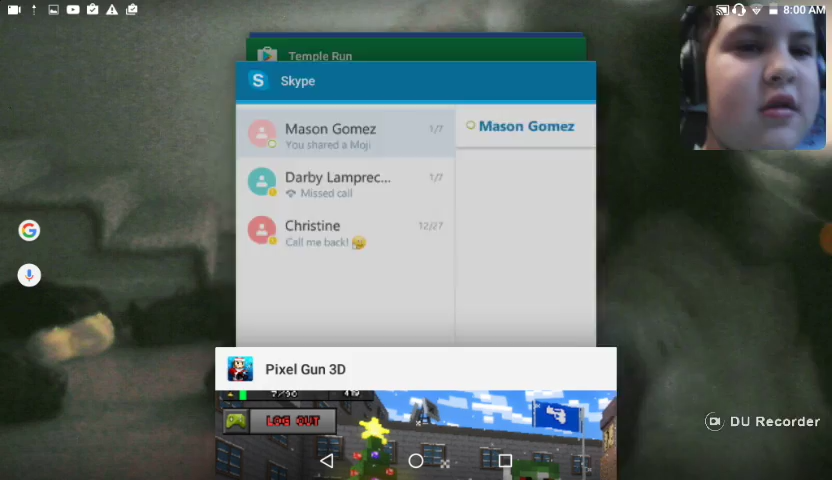 8:00 AM
Temple Run
S Skype
Mason Gomez 1/7
You shared a Moji
Mason Gomez
Darby Lamprec... 1/7
Missed call
Christine 12/27
Call me back!
G
Pixel Gun 3D
LOG OUT
DU Recorder